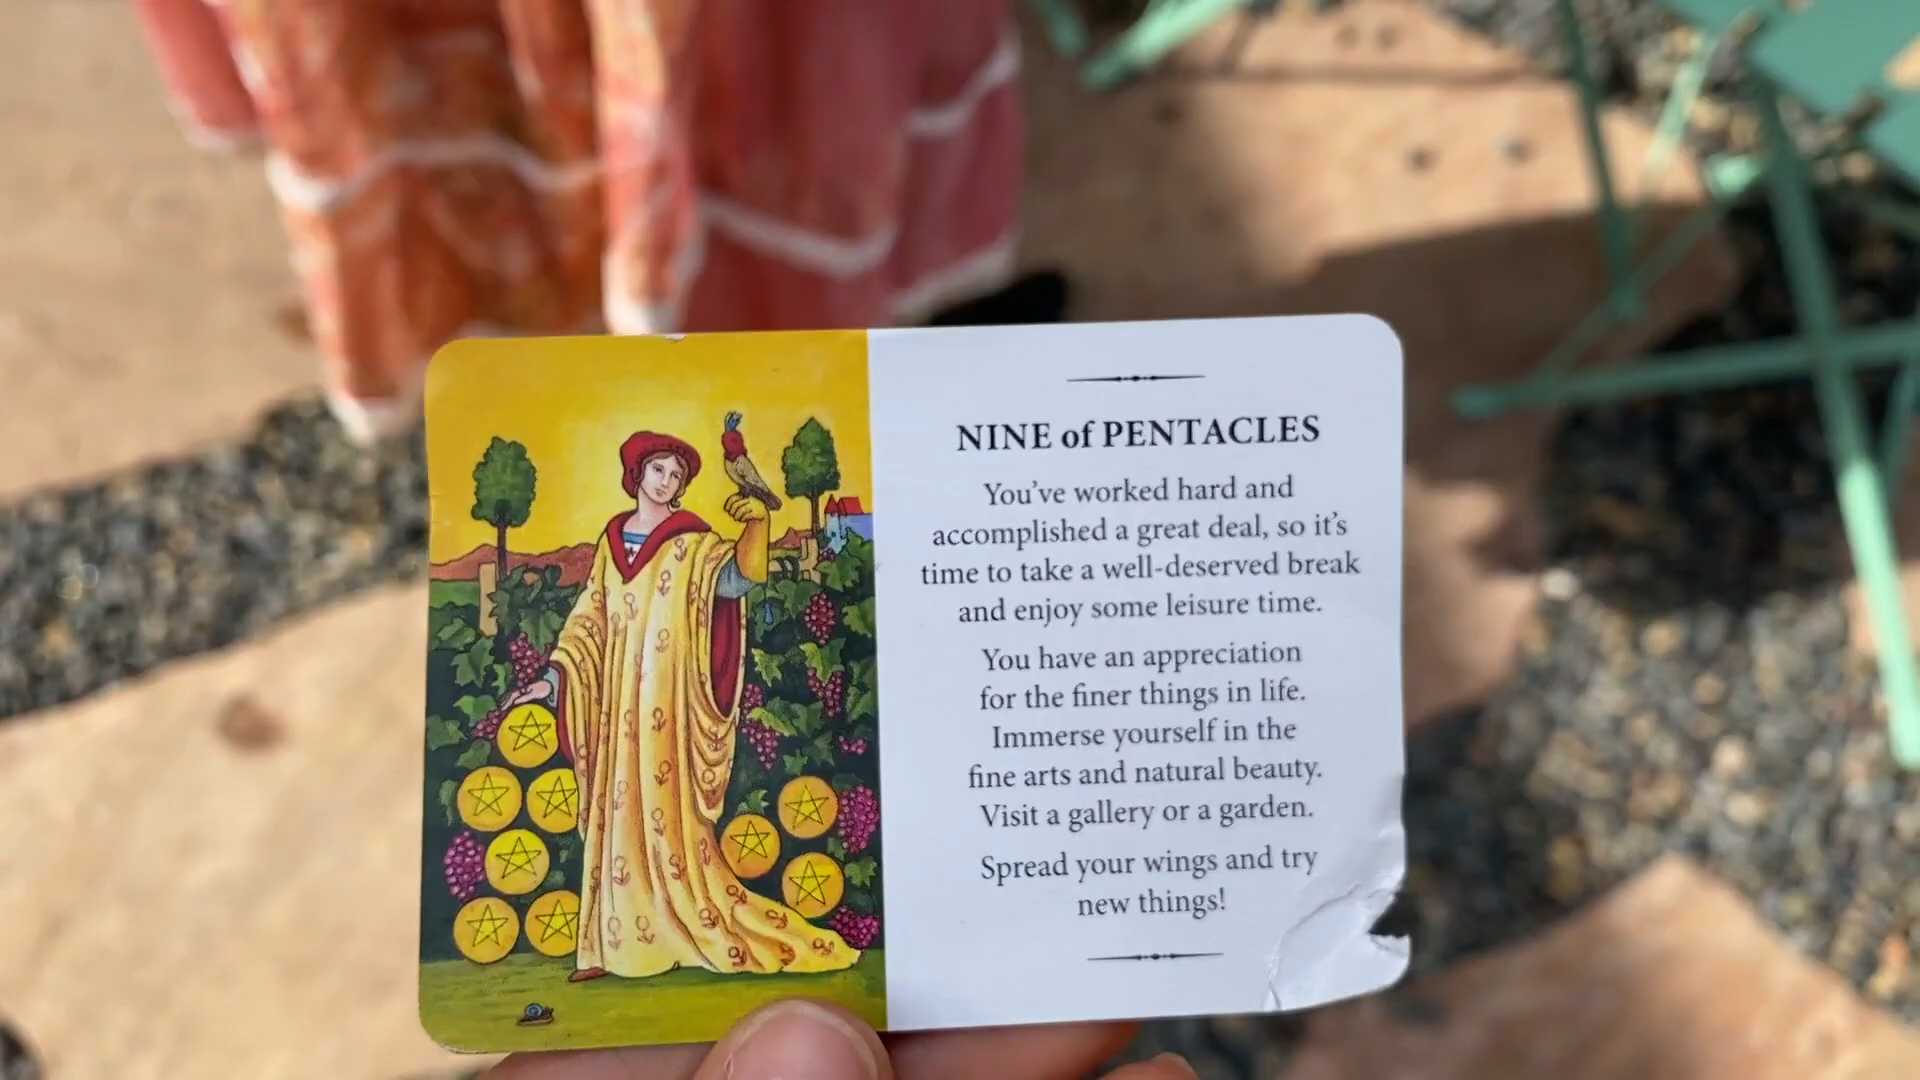 NINE of PENTACLES
You've worked hard and
accomplished a great deal, so it's
time to take a well-deserved break
and enjoy some leisure time.
You have an appreciation
for the finer things in life.
Immerse yourself in the
fine arts and natural beauty.
Visit a gallery or a garden.
Spread your wings and try
new things!